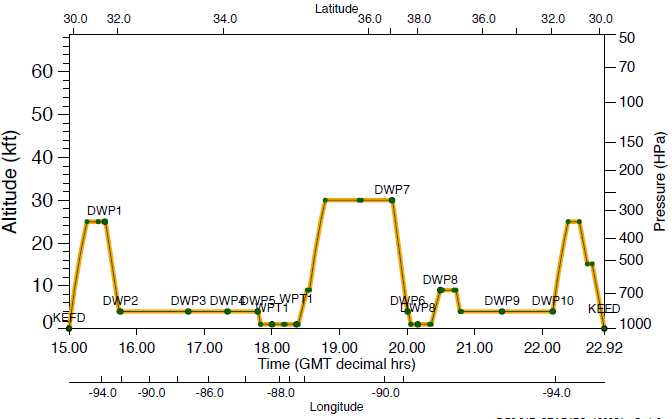 Latitude
30.0 32.0 34.0 36.0 38.0 36.0 32.0 30.0
60
50
40
30
20
10
0
Altitude (kft)
50
70
100
150
200
300
400
500
700
1000
Pressure (HPa)
DWP1
DWP7
DWP8
DWP2 DWP3 DWP4 DWP5 WPT1 DWP6 DWP9 DWP10
KEFD WPT1 DWP8
15.00 16.00 17.00 18.00 19.00 20.00 21.00 22.00 22.92
Time (GMT decimal hrs)
-94.0 -90.0 -86.0 -88.0 -90.0 -94.0
Longitude